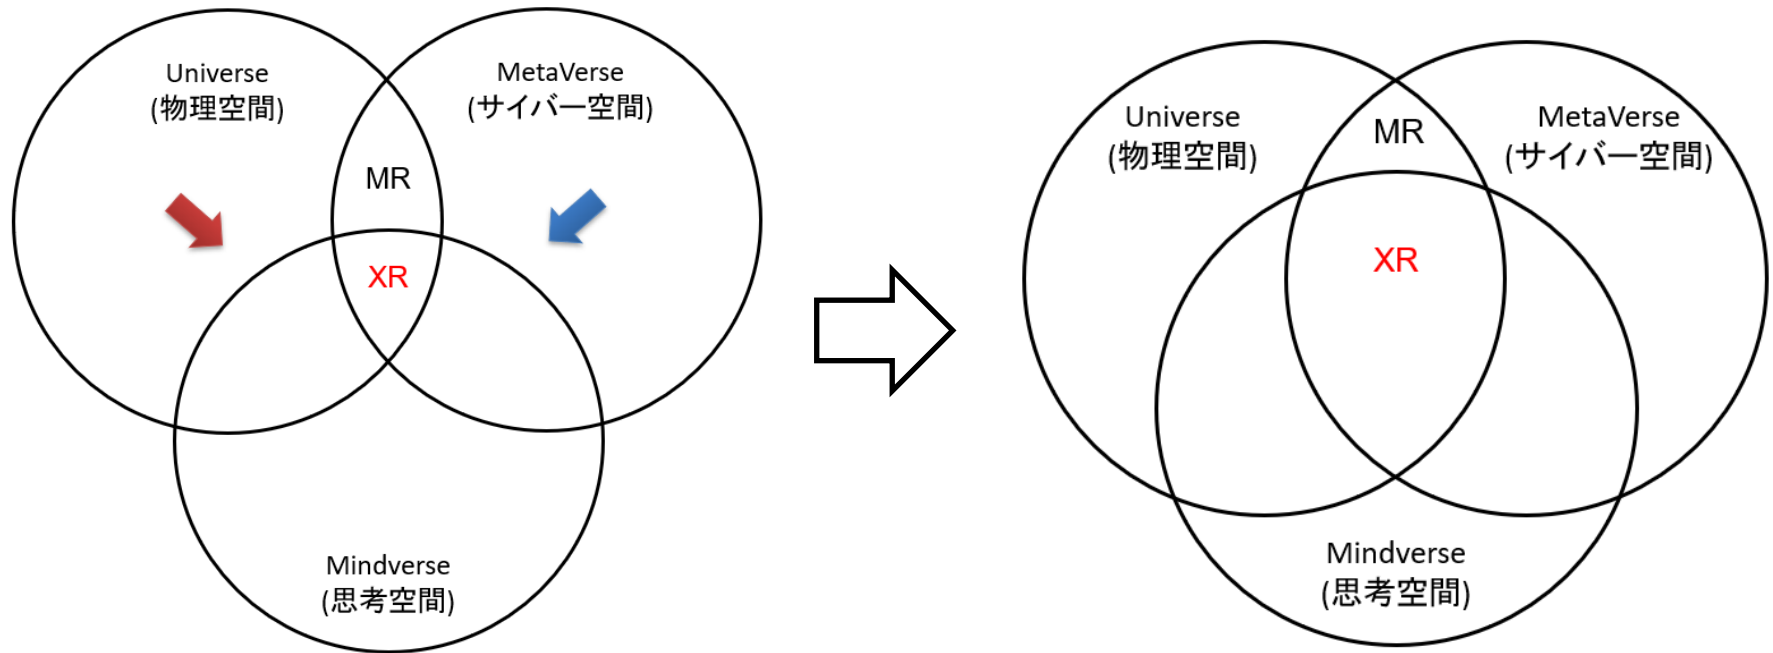 Universe
(物理空間)
MetaVerse
(サイバー空間)
MR
XR
Mindverse
(思考空間)
Universe
(物理空間)
MR
MetaVerse
(サイバー空間)
XR
Mindverse
(思考空間)